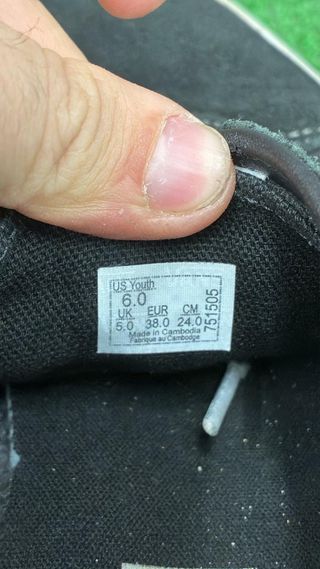 US Youth
6.0
UK EUR CM
5.0 38.0 24.0
Made in Cambodia
Fabriqué au Cambodge
751505